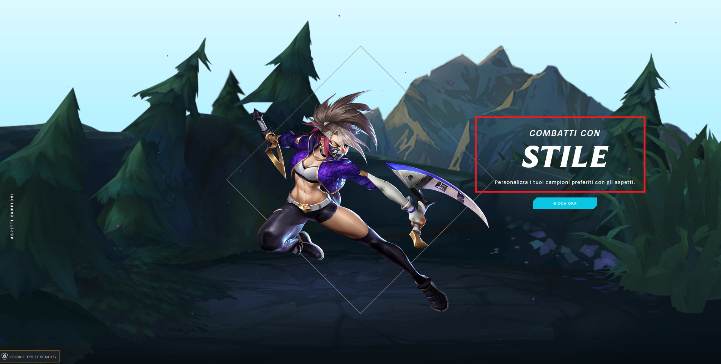 COMBATTI CON
STILE
Personalizza i tuoi campioni preferiti con gli aspetti.
GIOCA ORA